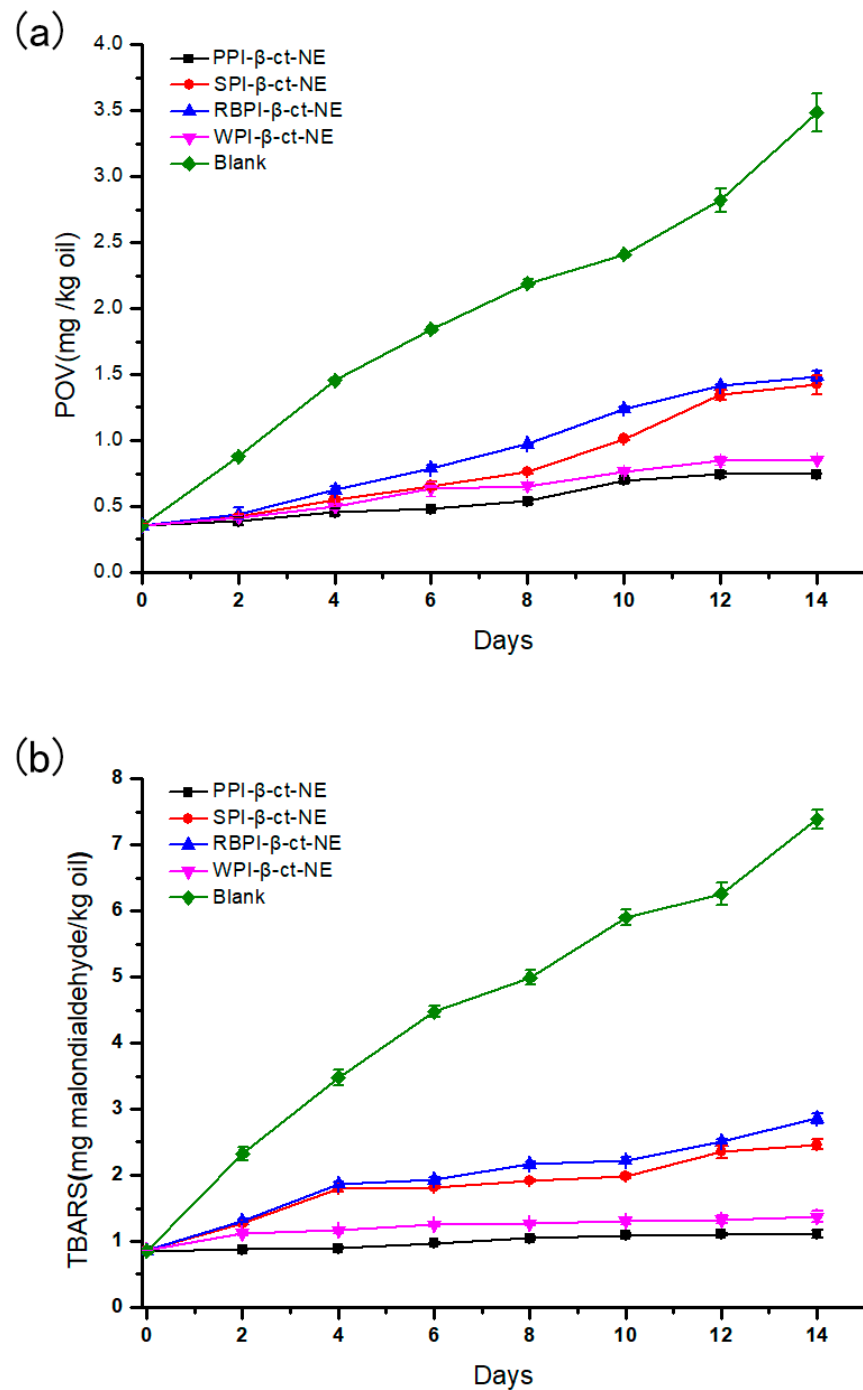 (a)
4.0
3.5
3.0
2.5
2.0
1.5
1.0
0.5
0.0
POV(mg /kg oil)
PPI-β-ct-NE
SPI-β-ct-NE
RBPI-β-ct-NE
WPI-β-ct-NE
Blank
0 2 4 6 8 10 12 14
Days
(b)
8
7
6
5
4
3
2
1
0
TBARS(mg malondialdehyde/kg oil)
PPI-β-ct-NE
SPI-β-ct-NE
RBPI-β-ct-NE
WPI-β-ct-NE
Blank
0 2 4 6 8 10 12 14
Days